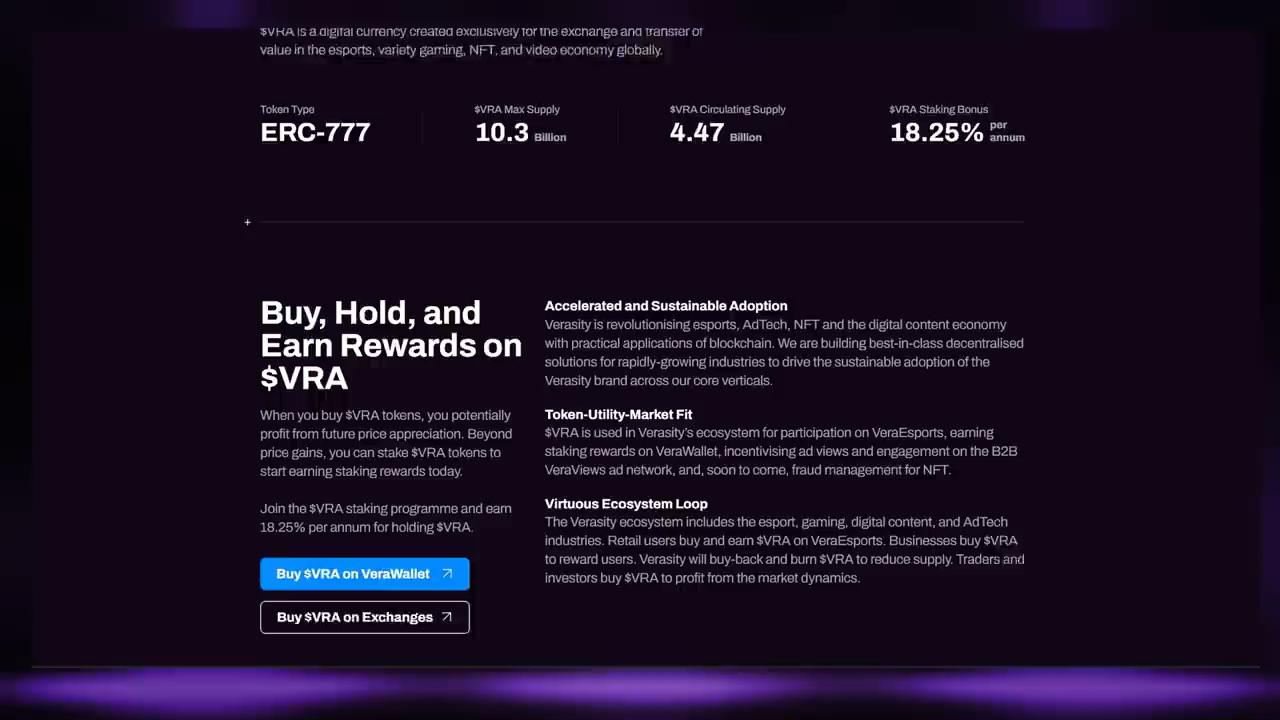 $VRA is a digital currency created exclusively for the exchange and transfer of
value in the esports, variety gaming, NFT, and video economy globally.
Token Type
ERC-777
$VRA Max Supply
10.3 Billion
$VRA Circulating Supply
4.47 Billion
$VRA Staking Bonus
18.25% per annum
+
Buy, Hold, and
Earn Rewards on
$VRA
When you buy $VRA tokens, you potentially
profit from future price appreciation. Beyond
price gains, you can stake $VRA tokens to
start earning staking rewards today.
Join the $VRA staking programme and earn
18.25% per annum for holding $VRA.
Buy $VRA on VeraWallet
Buy $VRA on Exchanges
Accelerated and Sustainable Adoption
Verasity is revolutionising esports, AdTech, NFT and the digital content economy
with practical applications of blockchain. We are building best-in-class decentralised
solutions for rapidly-growing industries to drive the sustainable adoption of the
Verasity brand across our core verticals.
Token-Utility-Market Fit
$VRA is used in Verasity's ecosystem for participation on VeraEsports, earning
staking rewards on VeraWallet, incentivising ad views and engagement on the B2B
VeraViews ad network, and, soon to come, fraud management for NFT.
Virtuous Ecosystem Loop
The Verasity ecosystem includes the esport, gaming, digital content, and AdTech
industries. Retail users buy and earn $VRA on VeraEsports. Businesses buy $VRA
to reward users. Verasity will buy-back and burn $VRA to reduce supply. Traders and
investors buy $VRA to profit from the market dynamics.